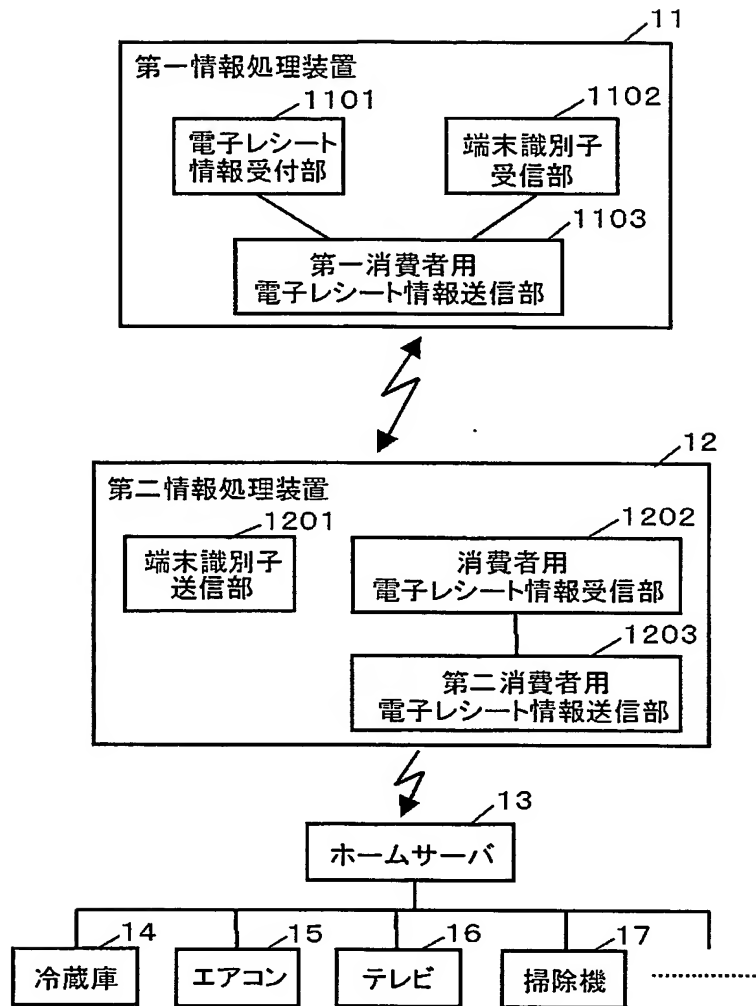 11
第一情報処理装置
1101
1102
電子レシート
情報受付部
端末識別子
受信部
1103
第一消費者用
電子レシート情報送信部
12
第二情報処理装置
1201
1202
端末識別子
送信部
消費者用
電子レシート情報受信部
1203
第二消費者用
電子レシート情報送信部
13
ホームサーバ
14
15
16
17
冷蔵庫
エアコン
テレビ
掃除機